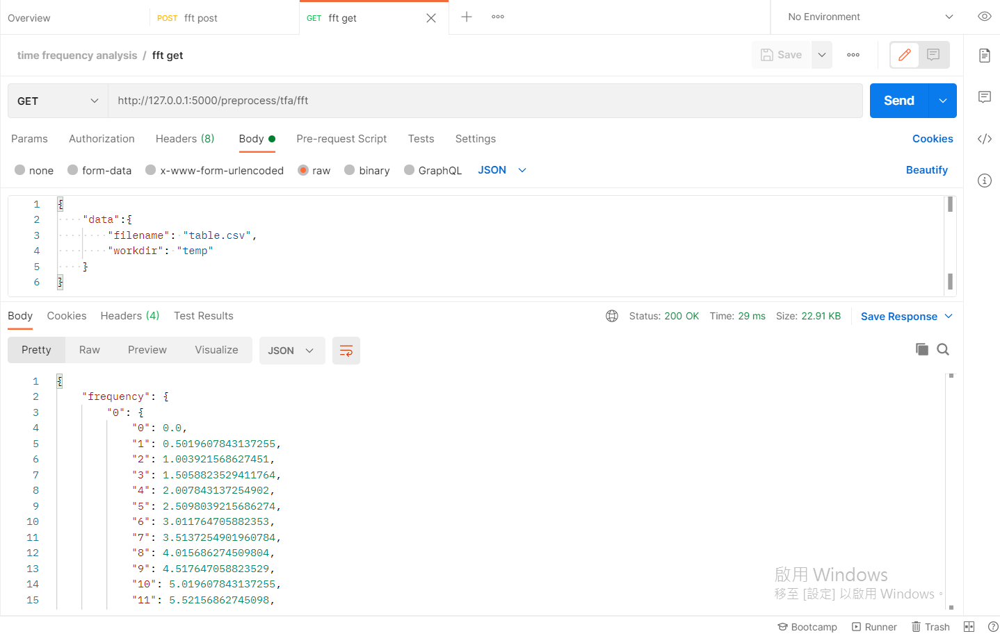 Overview
POST fft post
GET fft get
No Environment
time frequency analysis / fft get
Save
GET
http://127.0.0.1:5000/preprocess/tfa/fft
Send
Params Authorization Headers (8) Body Pre-request Script Tests Settings Cookies
none form-data x-www-form-urlencoded raw binary GraphQL JSON Beautify
1 {
2 "data":{
3 "filename": "table.csv",
4 "workdir": "temp"
5 }
6 }
Body Cookies Headers (4) Test Results Status: 200 OK Time: 29 ms Size: 22.91 KB Save Response
Pretty Raw Preview Visualize JSON
1 {
2 "frequency": {
3 "0": {
4 "0": 0.0,
5 "1": 0.5019607843137255,
6 "2": 1.003921568627451,
7 "3": 1.5058823529411764,
8 "4": 2.007843137254902,
9 "5": 2.5098039215686274,
10 "6": 3.011764705882353,
11 "7": 3.5137254901960784,
12 "8": 4.015686274509804,
13 "9": 4.517647058823529,
14 "10": 5.019607843137255,
15 "11": 5.52156862745098,
啟用 Windows
移至 [設定] 以啟用 Windows。
Bootcamp Runner Trash